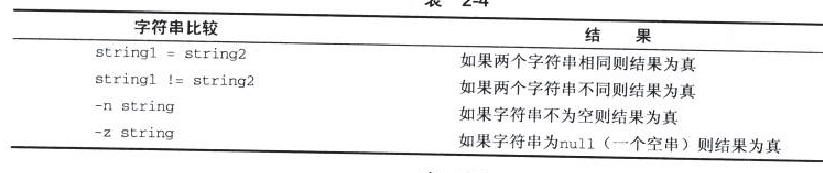 表 2-4
字符串比较 结 果
string1 = string2 如果两个字符串相同则结果为真
string1 != string2 如果两个字符串不同则结果为真
-n string 如果字符串不为空则结果为真
-z string 如果字符串为null（一个空串）则结果为真